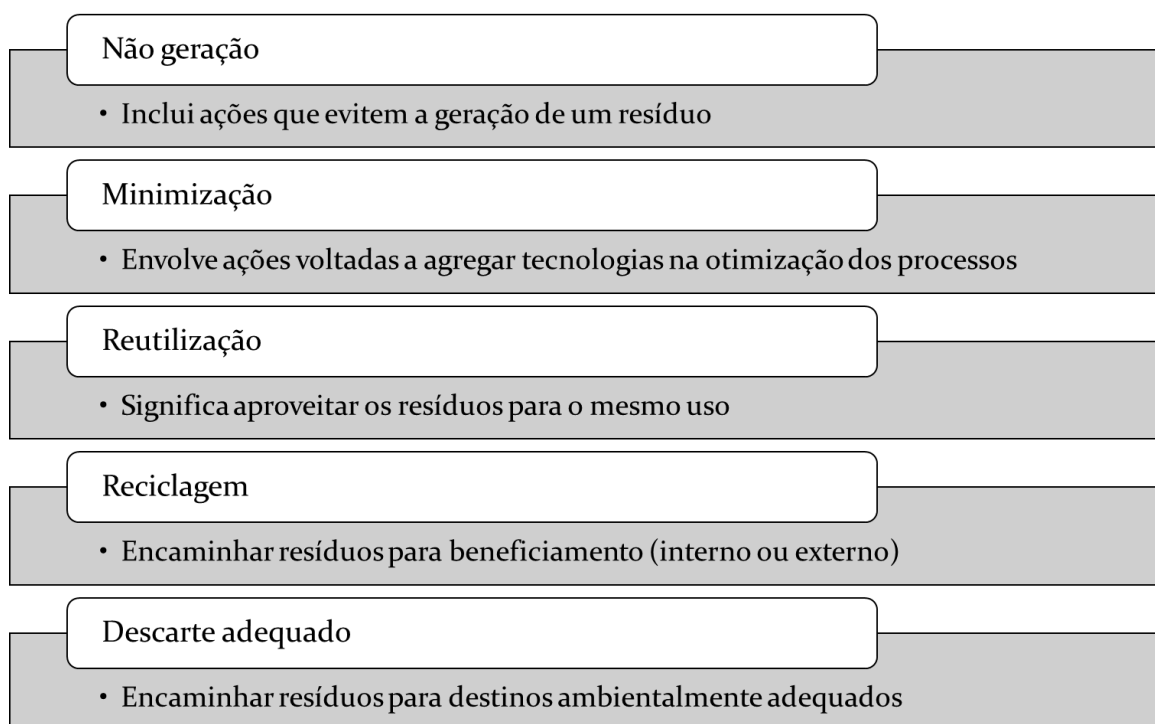 Não geração
• Inclui ações que evitem a geração de um resíduo
Minimização
• Envolve ações voltadas a agregar tecnologias na otimização dos processos
Reutilização
• Significa aproveitar os resíduos para o mesmo uso
Reciclagem
• Encaminhar resíduos para beneficiamento (interno ou externo)
Descarte adequado
• Encaminhar resíduos para destinos ambientalmente adequados